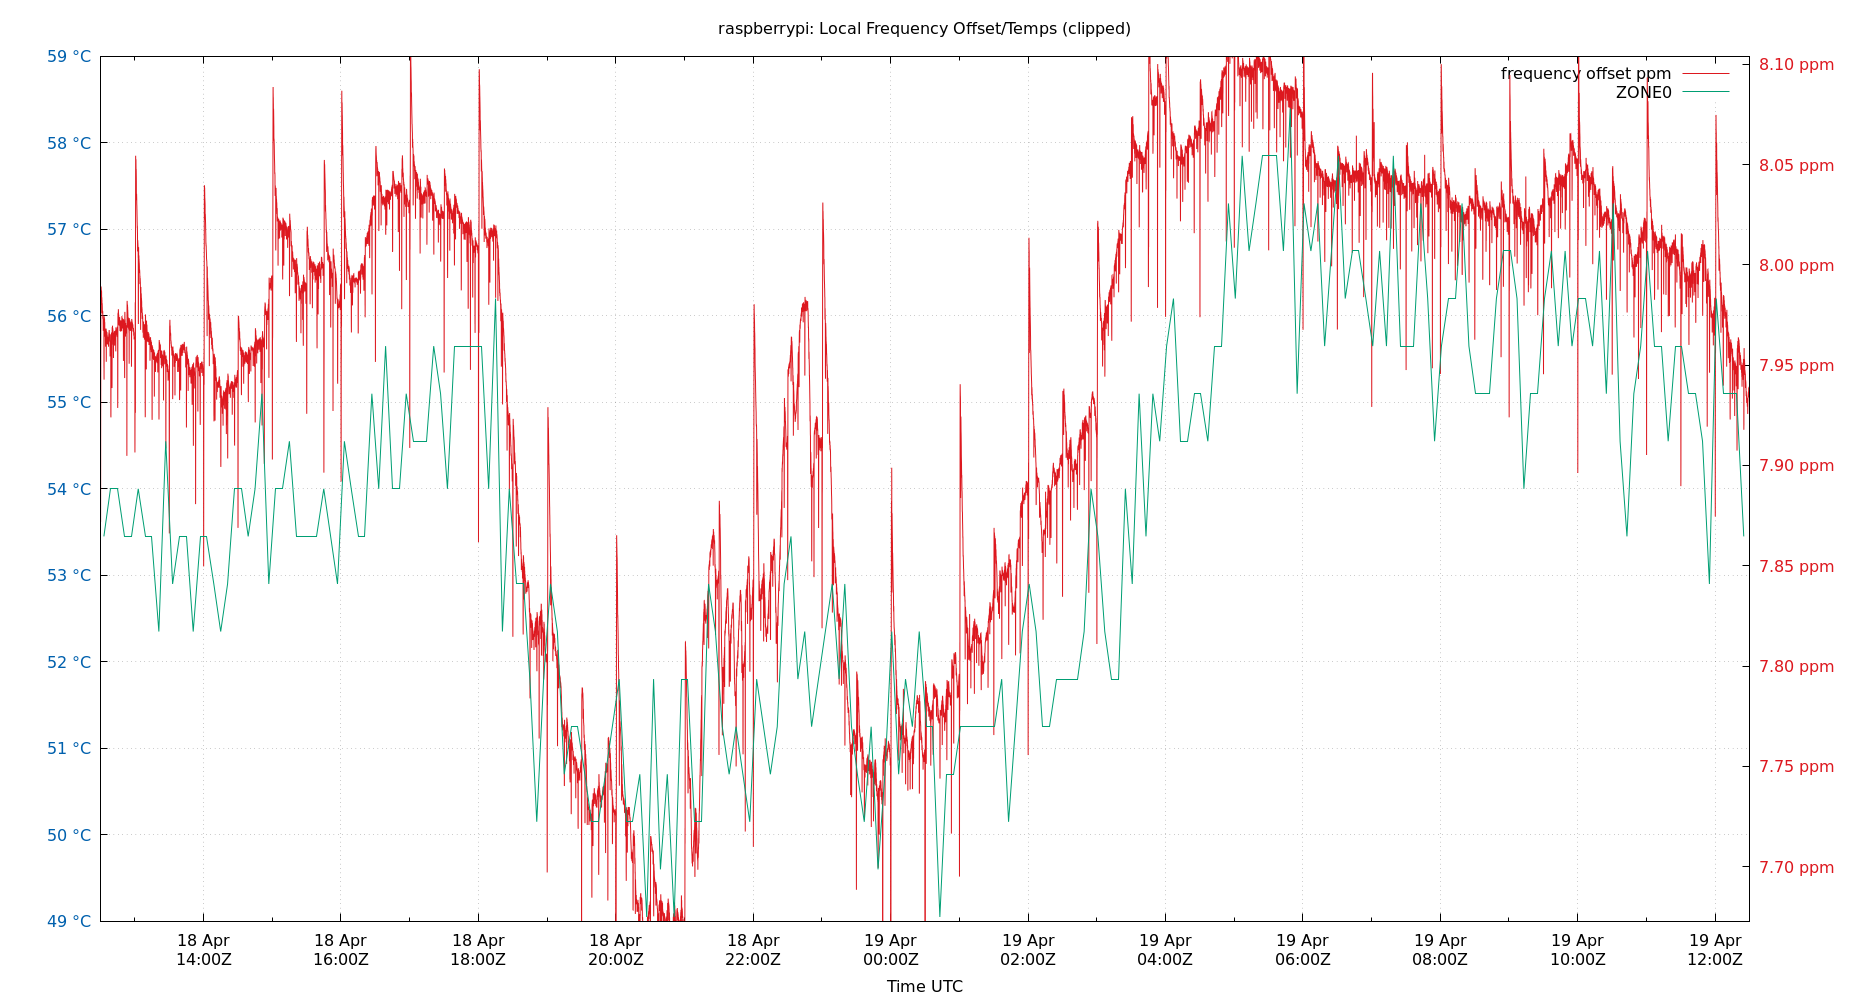 raspberrypi: Local Frequency Offset/Temps (clipped)
59 °C
58 °C
57 °C
56 °C
55 °C
54 °C
53 °C
52 °C
51 °C
50 °C
49 °C
frequency offset ppm
ZONE0
8.10 ppm
8.05 ppm
8.00 ppm
7.95 ppm
7.90 ppm
7.85 ppm
7.80 ppm
7.75 ppm
7.70 ppm
18 Apr 18 Apr 18 Apr 18 Apr 18 Apr 19 Apr 19 Apr 19 Apr 19 Apr 19 Apr 19 Apr 19 Apr
14:00Z 16:00Z 18:00Z 20:00Z 22:00Z 00:00Z 02:00Z 04:00Z 06:00Z 08:00Z 10:00Z 12:00Z
Time UTC